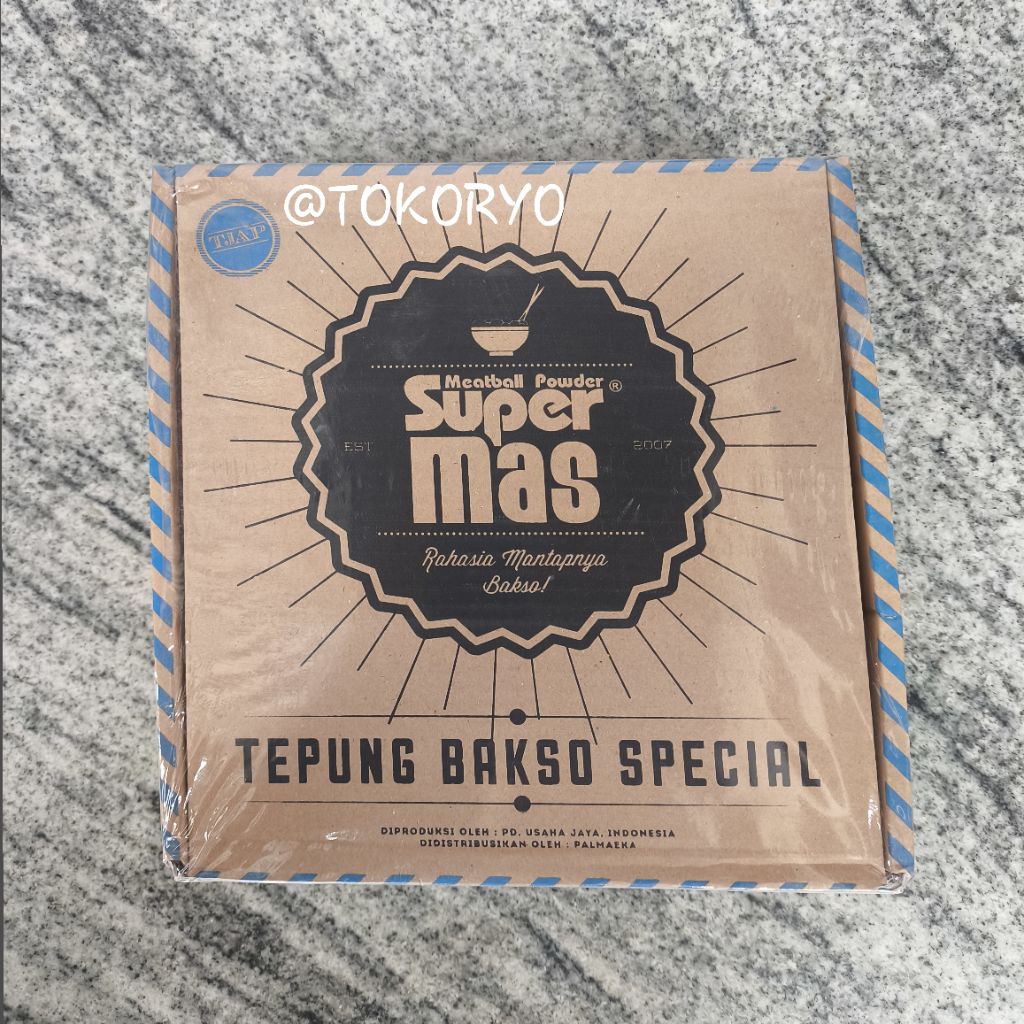 @TOKORYO
TJAP
Meatball Powder
Super ®
mas
EST 2007
Rahasia Mantapnya
Bakso!
TEPUNG BAKSO SPECIAL
DIPRODUKSI OLEH : PD. USAHA JAYA, INDONESIA
DIDISTRIBUSIKAN OLEH : PALMAEKA